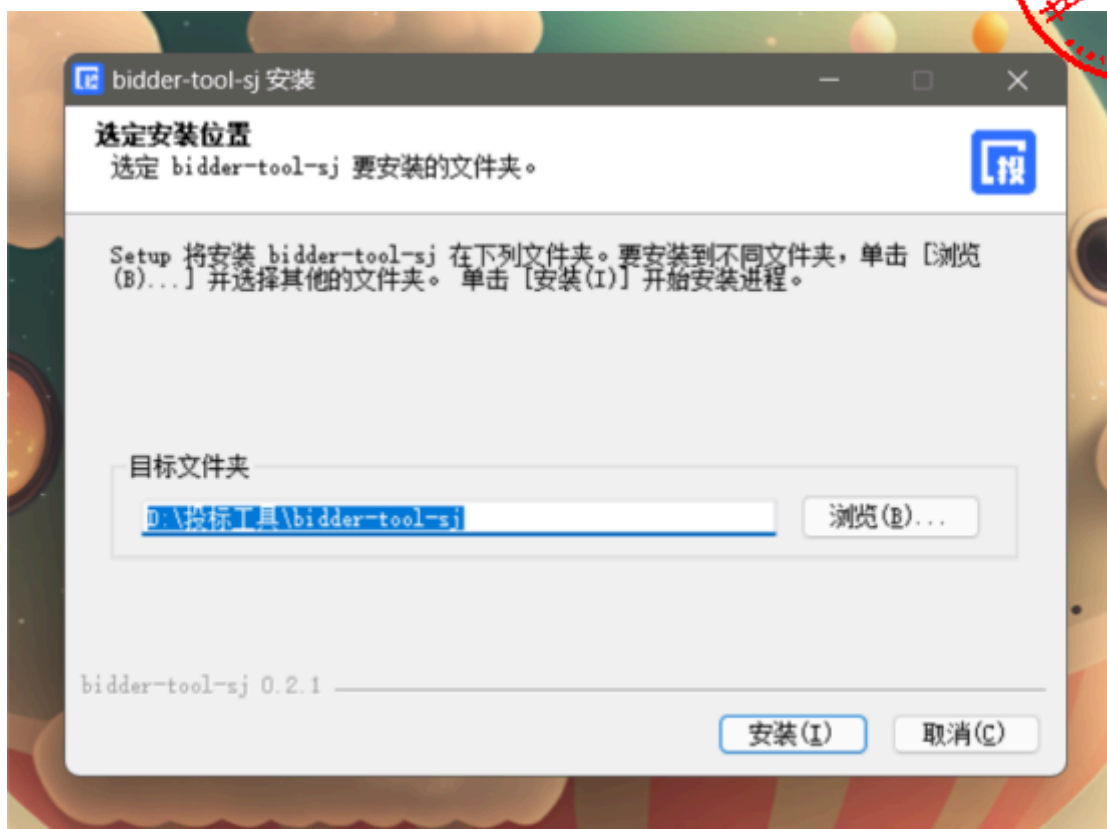 bidder-tool-sj 安装
选定安装位置
选定 bidder-tool-sj 要安装的文件夹。
投
Setup 将安装 bidder-tool-sj 在下列文件夹。要安装到不同文件夹，单击 [浏览
(B)...] 并选择其他的文件夹。 单击 [安装(I)] 开始安装进程。
目标文件夹
D:\投标工具\bidder-tool-sj
浏览(B)...
bidder-tool-sj 0.2.1
安装(I)
取消(C)